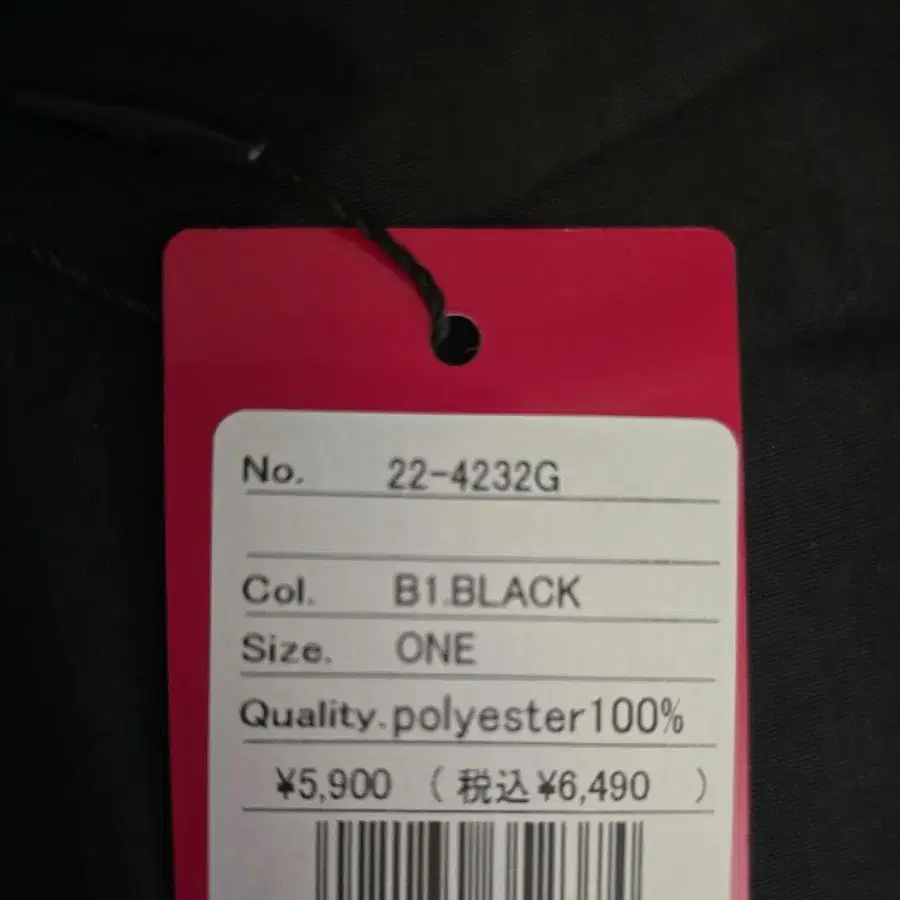 No. 22-4232G
Col. B1.BLACK
Size. ONE
Quality. polyester100%
¥5,900 ( 税込 ¥6,490 )